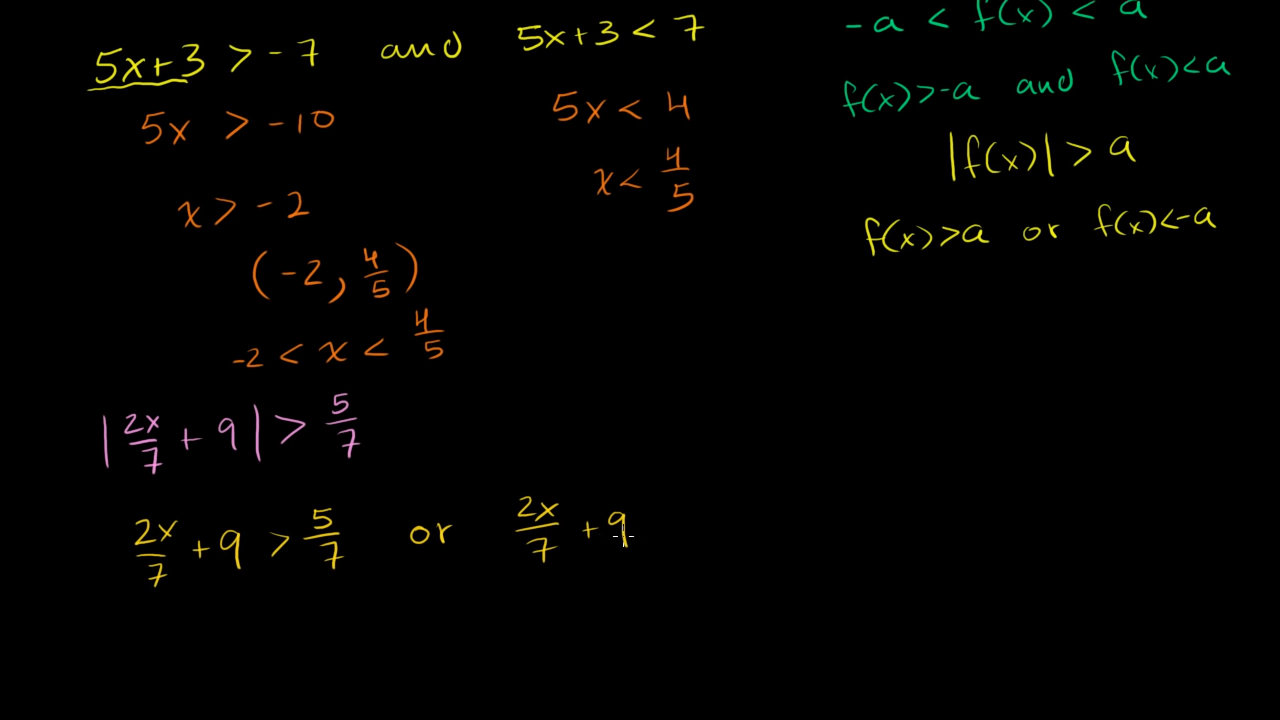 5x+3 > -7 and 5x+3 < 7
5x > -10
5x < 4
x > -2
x < 4/5
(-2, 4/5)
-2 < x < 4/5
|2x/7 + 9| > 5/7
2x/7 + 9 > 5/7 or 2x/7 + 9
-a < f(x) < a
f(x)>-a and f(x)<a
|f(x)| > a
f(x)>a or f(x)<-a